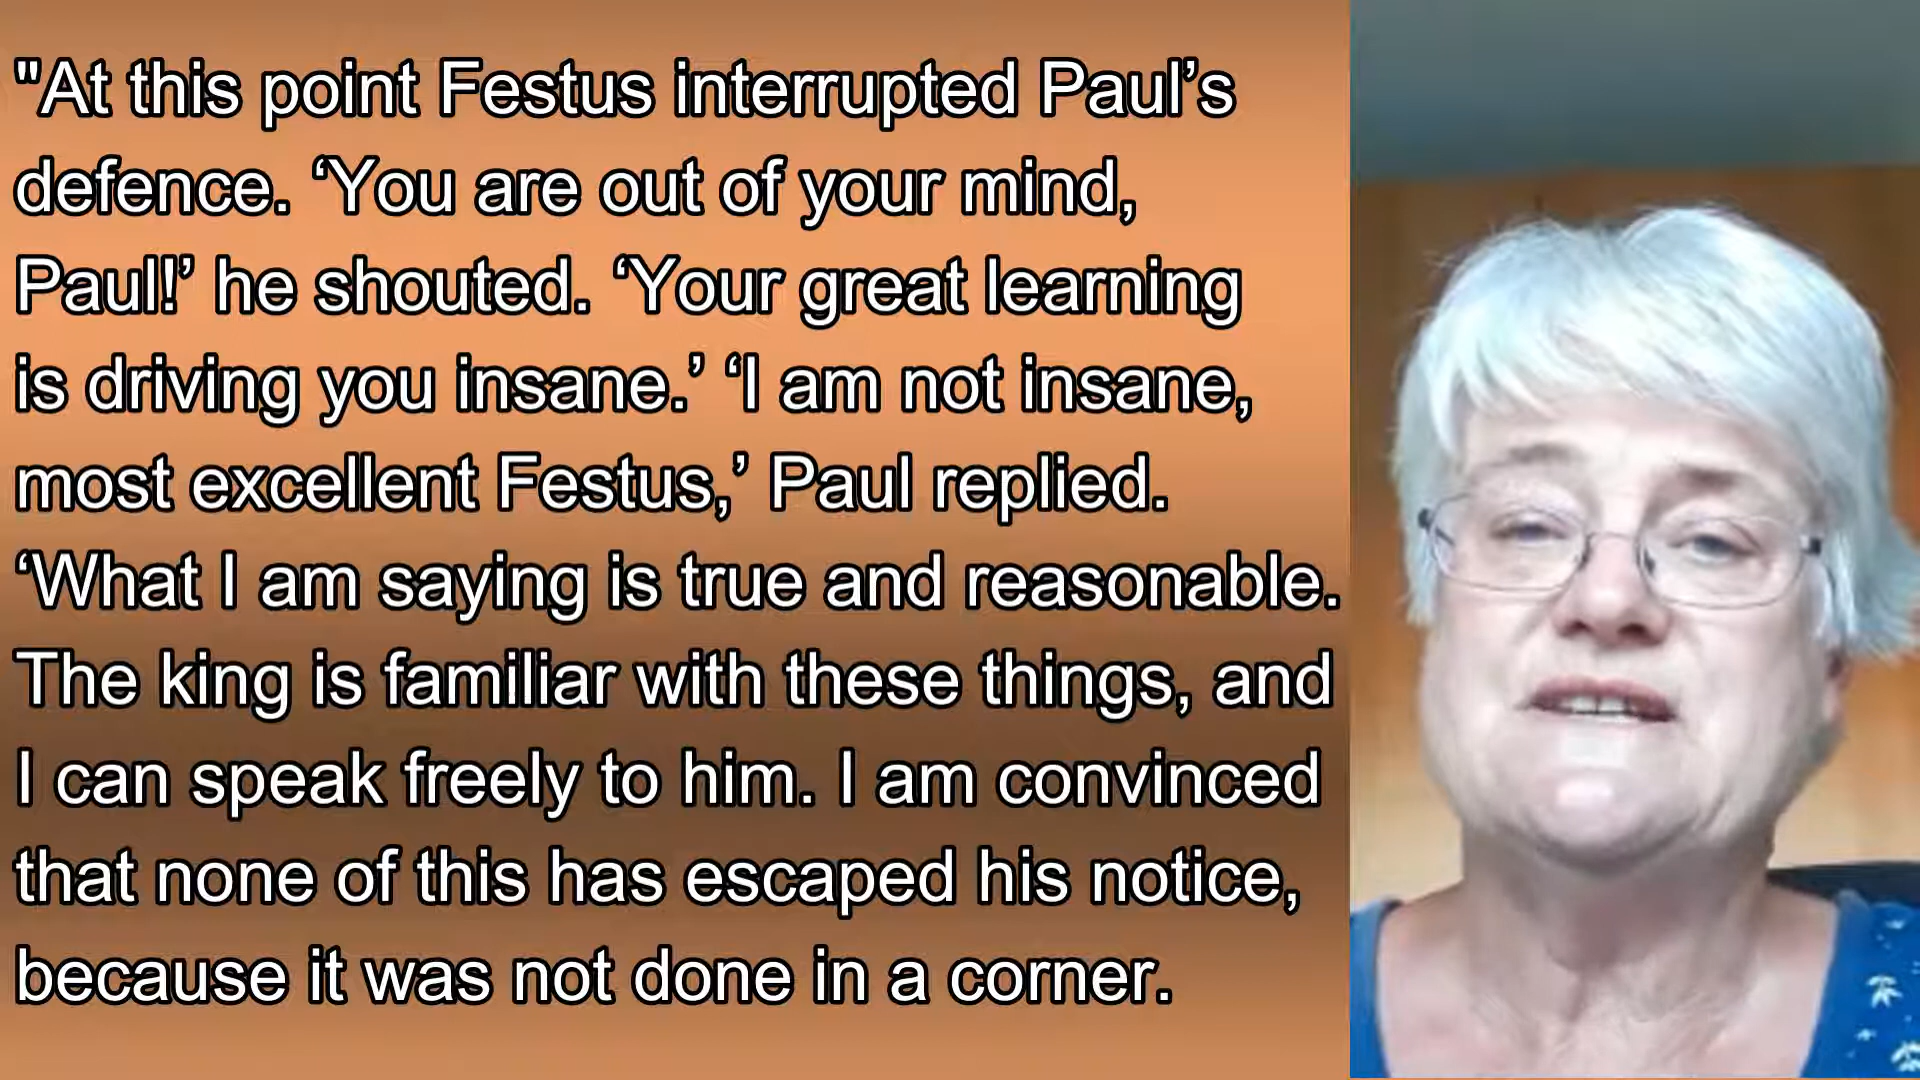 "At this point Festus interrupted Paul’s
defence. ‘You are out of your mind,
Paul!’ he shouted. ‘Your great learning
is driving you insane.’ ‘I am not insane,
most excellent Festus,’ Paul replied.
‘What I am saying is true and reasonable.
The king is familiar with these things, and
I can speak freely to him. I am convinced
that none of this has escaped his notice,
because it was not done in a corner.